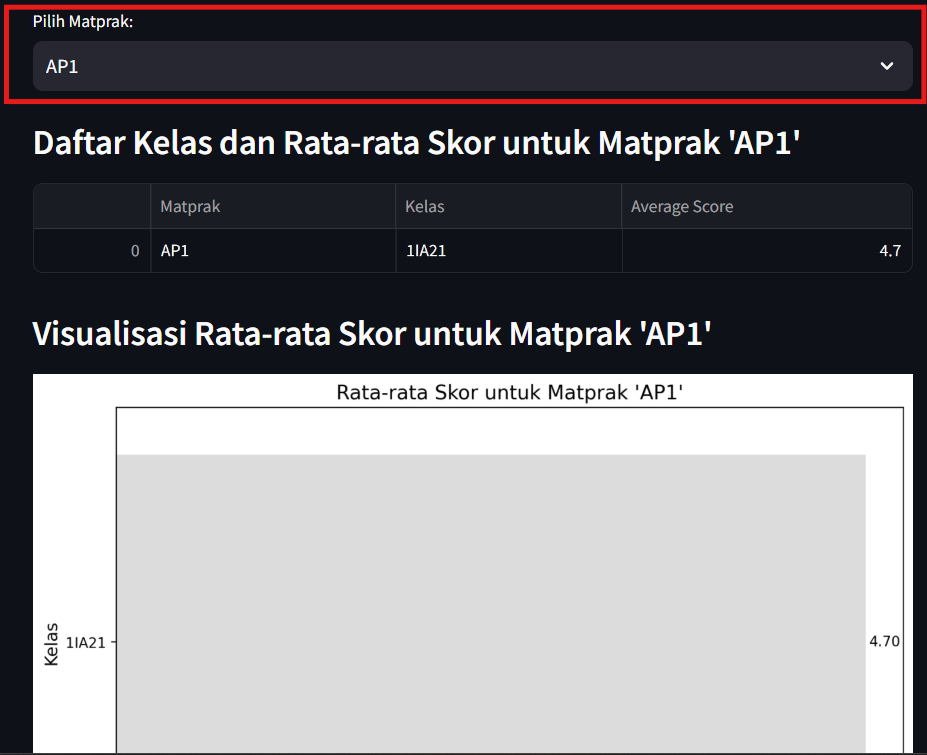 Pilih Matprak:
AP1
Daftar Kelas dan Rata-rata Skor untuk Matprak 'AP1'
Matprak Kelas Average Score
0 AP1 1IA21 4.7
Visualisasi Rata-rata Skor untuk Matprak 'AP1'
Rata-rata Skor untuk Matprak 'AP1'
Kelas
1IA21
4.70